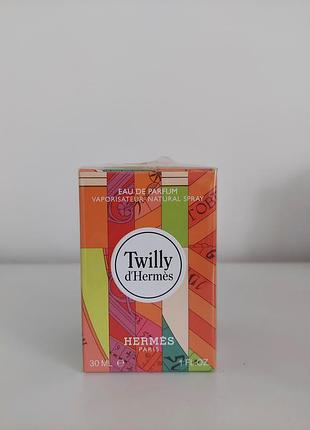 EAU DE PARFUM
VAPORISATEUR NATURAL SPRAY
Twilly
d'Hermès
HERMÈS
PARIS
30 ML ℮ 1 FL.OZ